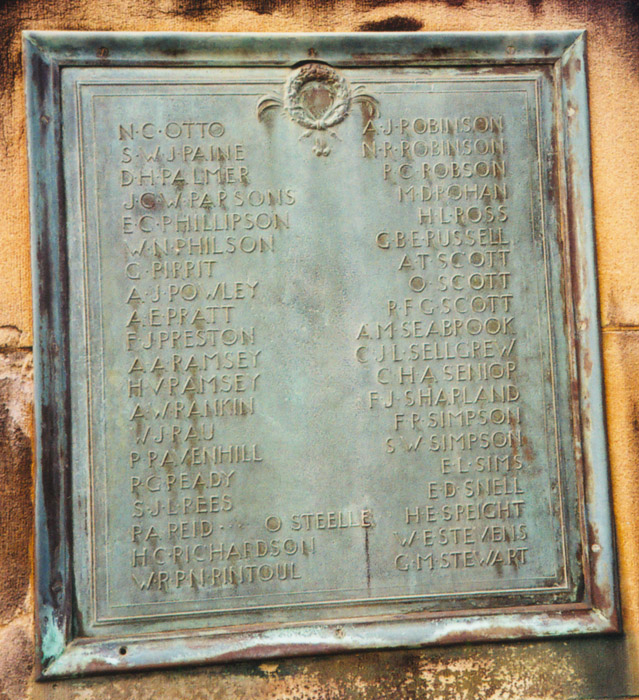 N·C·OTTO
S·W·J·PAINE
D·H·PALMER
J·C·W·PARSONS
E·C·PHILLIPSON
W·N·PHILSON
G·PIRRIT
A·J·POWLEY
A·E·PRATT
F·J·PRESTON
A·A·RAMSEY
H·V·RAMSEY
A·W·RANKIN
W·J·RAU
P·RAVENHILL
R·G·READY
S·J·L·REES
R·A·REID
H·C·RICHARDSON
W·R·P·N·RINTOUL
O STEELLE
A·J·ROBINSON
N·R·ROBINSON
R·C·ROBSON
M·D·ROHAN
H·L·ROSS
G·B·E·RUSSELL
A·T·SCOTT
O·SCOTT
R·F·G·SCOTT
A·M·SEABROOK
C·J·L·SELLGREW
C·H·A·SENIOR
F·J·SHAPLAND
F·R·SIMPSON
S·W·SIMPSON
E·L·SIMS
E·D·SNELL
H·E·SPEIGHT
W·E·STEVENS
G·M·STEWART